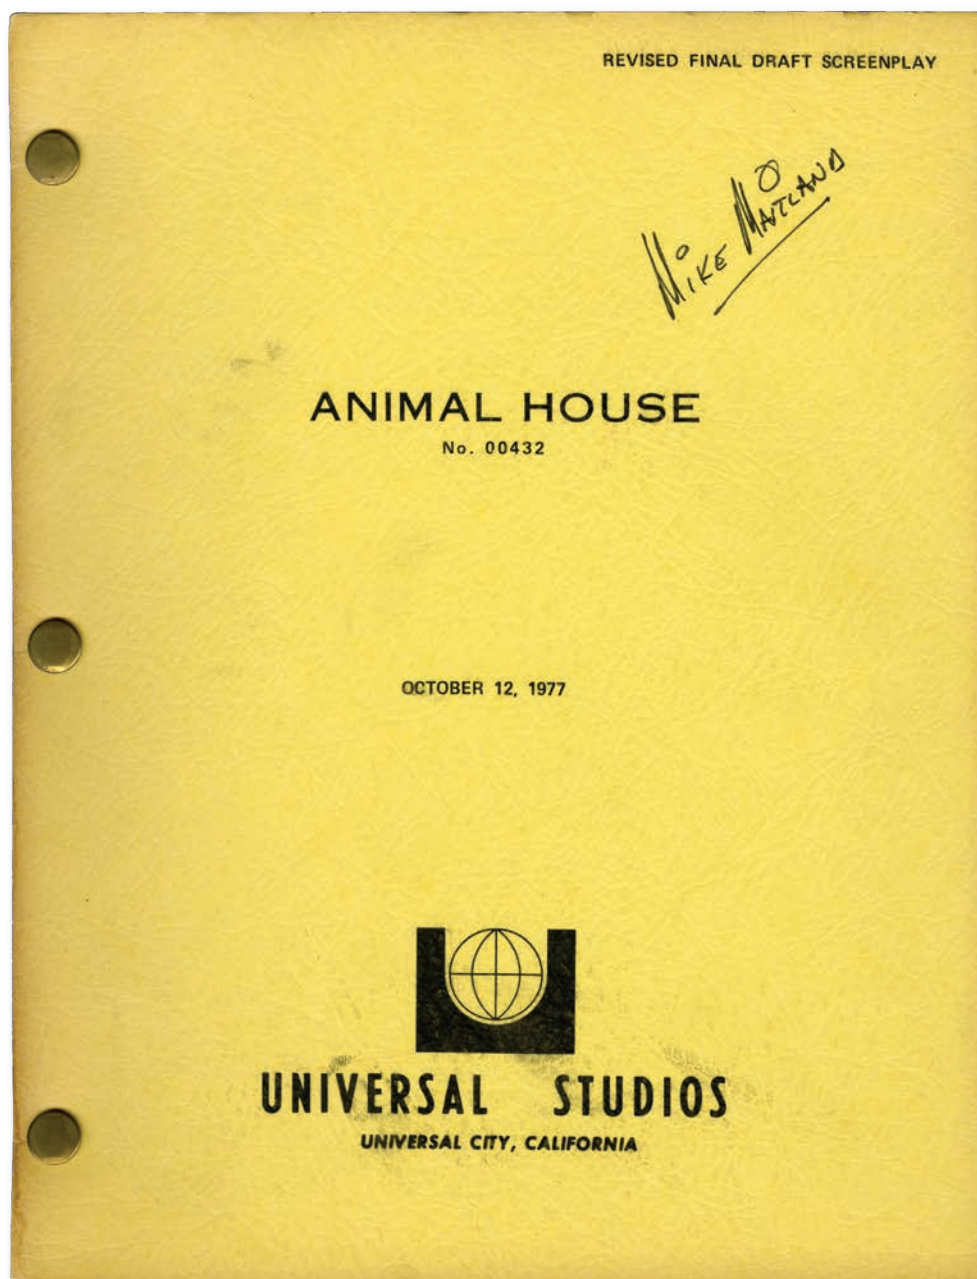 REVISED FINAL DRAFT SCREENPLAY
MIKE MAITLAND
ANIMAL HOUSE
No. 00432
OCTOBER 12, 1977
UNIVERSAL STUDIOS
UNIVERSAL CITY, CALIFORNIA